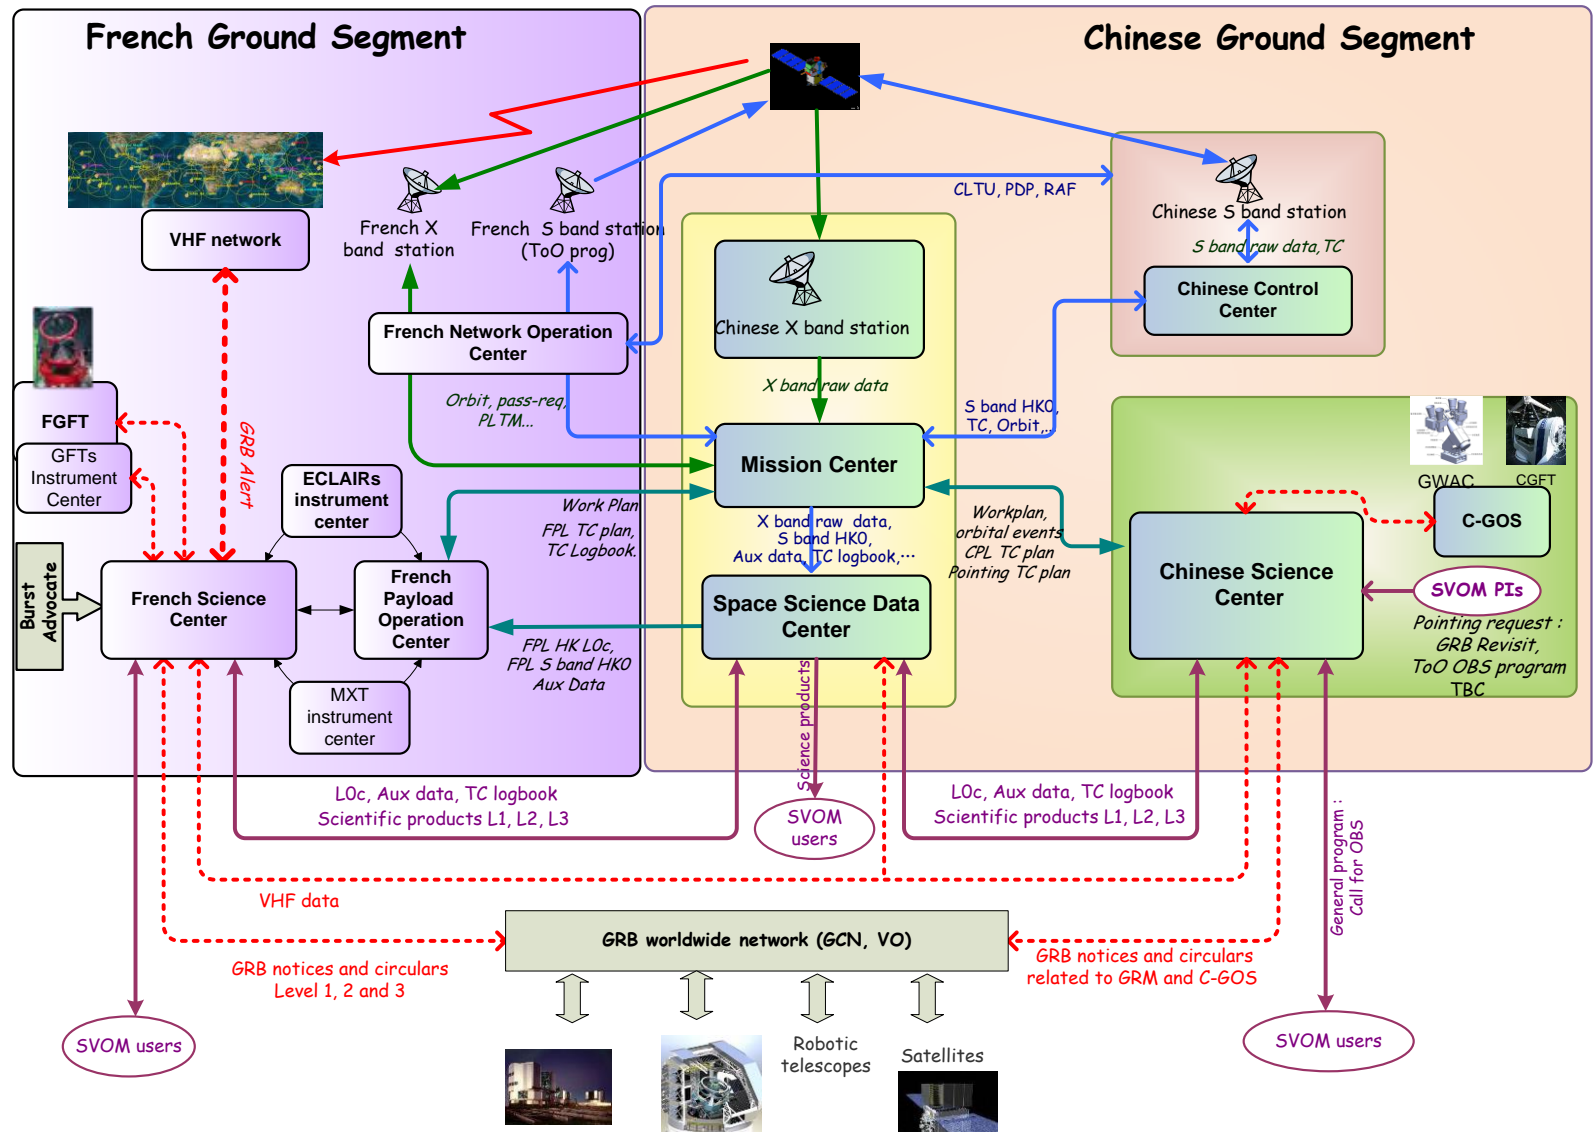 French Ground Segment
Chinese Ground Segment
VHF network
French X
band  station
French  S band station
(ToO prog)
CLTU, PDP, RAF
Chinese S band station
S band raw data,TC
Chinese Control
Center
French Network Operation
Center
Chinese X band station
X band raw data
Orbit, pass-req,
PLTM...
S band HK0,
TC, Orbit,...
FGFT
GFTs
Instrument
Center
GRB Alert
ECLAIRs
instrument
center
Mission Center
GWAC
CGFT
C-GOS
Work Plan
FPL TC plan,
TC Logbook.
X band raw  data,
S band HK0,
Aux data, TC logbook,...
Workplan,
orbital events
CPL TC plan
Pointing TC plan
Burst
Advocate
French Science
Center
French
Payload
Operation
Center
Space Science Data
Center
Chinese Science
Center
SVOM PIs
Pointing request :
GRB Revisit,
ToO OBS program
TBC
FPL HK L0c,
FPL S band HK0
Aux Data
MXT
instrument
center
Science products
L0c, Aux data, TC logbook
Scientific products L1, L2, L3
SVOM
users
L0c, Aux data, TC logbook
Scientific products L1, L2, L3
General program :
Call for OBS
VHF data
GRB worldwide network (GCN, VO)
GRB notices and circulars
Level 1, 2 and 3
GRB notices and circulars
related to GRM and C-GOS
SVOM users
Robotic
telescopes
Satellites
SVOM users